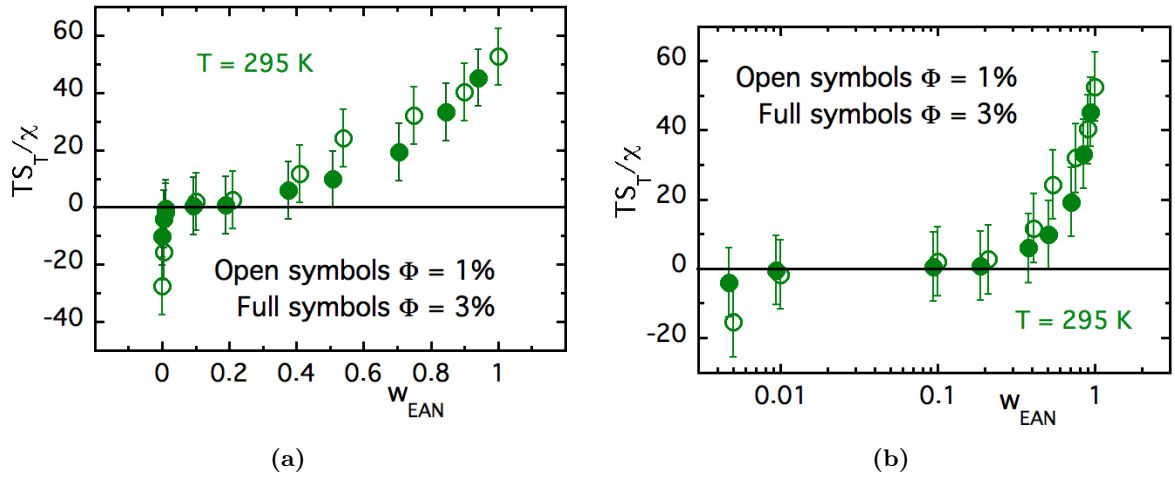 60
40
20
0
-20
-40
TS_T/χ
T = 295 K
Open symbols Φ = 1%
Full symbols Φ = 3%
0
0.2
0.4
0.6
0.8
1
w_EAN
(a)
60
40
20
0
-20
TS_T/χ
Open symbols Φ = 1%
Full symbols Φ = 3%
T = 295 K
0.01
0.1
1
w_EAN
(b)